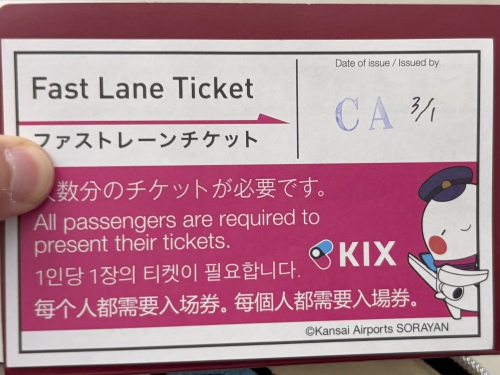 Fast Lane Ticket
ファストレーンチケット
Date of issue / Issued by
CA 3/1
数分のチケットが必要です。
All passengers are required to
present their tickets.
1인당 1장의 티켓이 필요합니다.
每个人都需要入场券。每個人都需要入場券。
KIX
©Kansai Airports SORAYAN